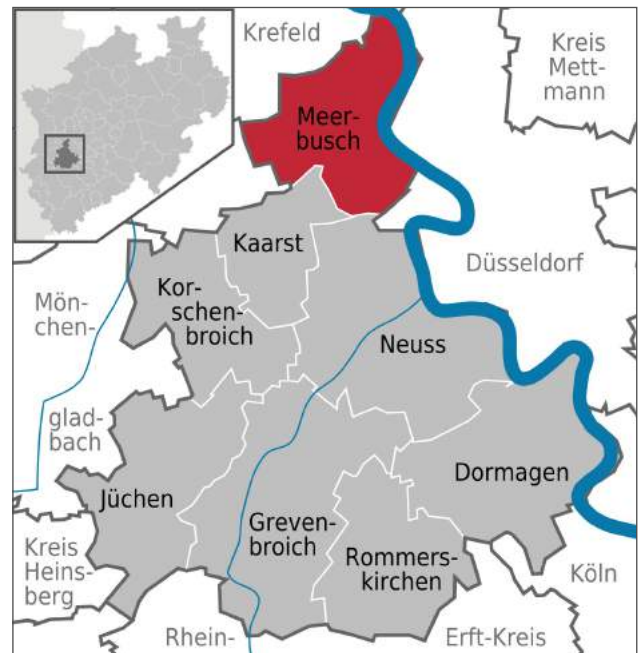 Krefeld
Kreis
Mett-
mann
Meer-
busch
Kaarst
Düsseldorf
Mön-
chen-
Kor-
schen-
broich
Neuss
glad-
bach
Jüchen
Dormagen
Greven-
broich
Kreis
Heins-
berg
Rommers-
kirchen
Köln
Rhein-
Erft-Kreis